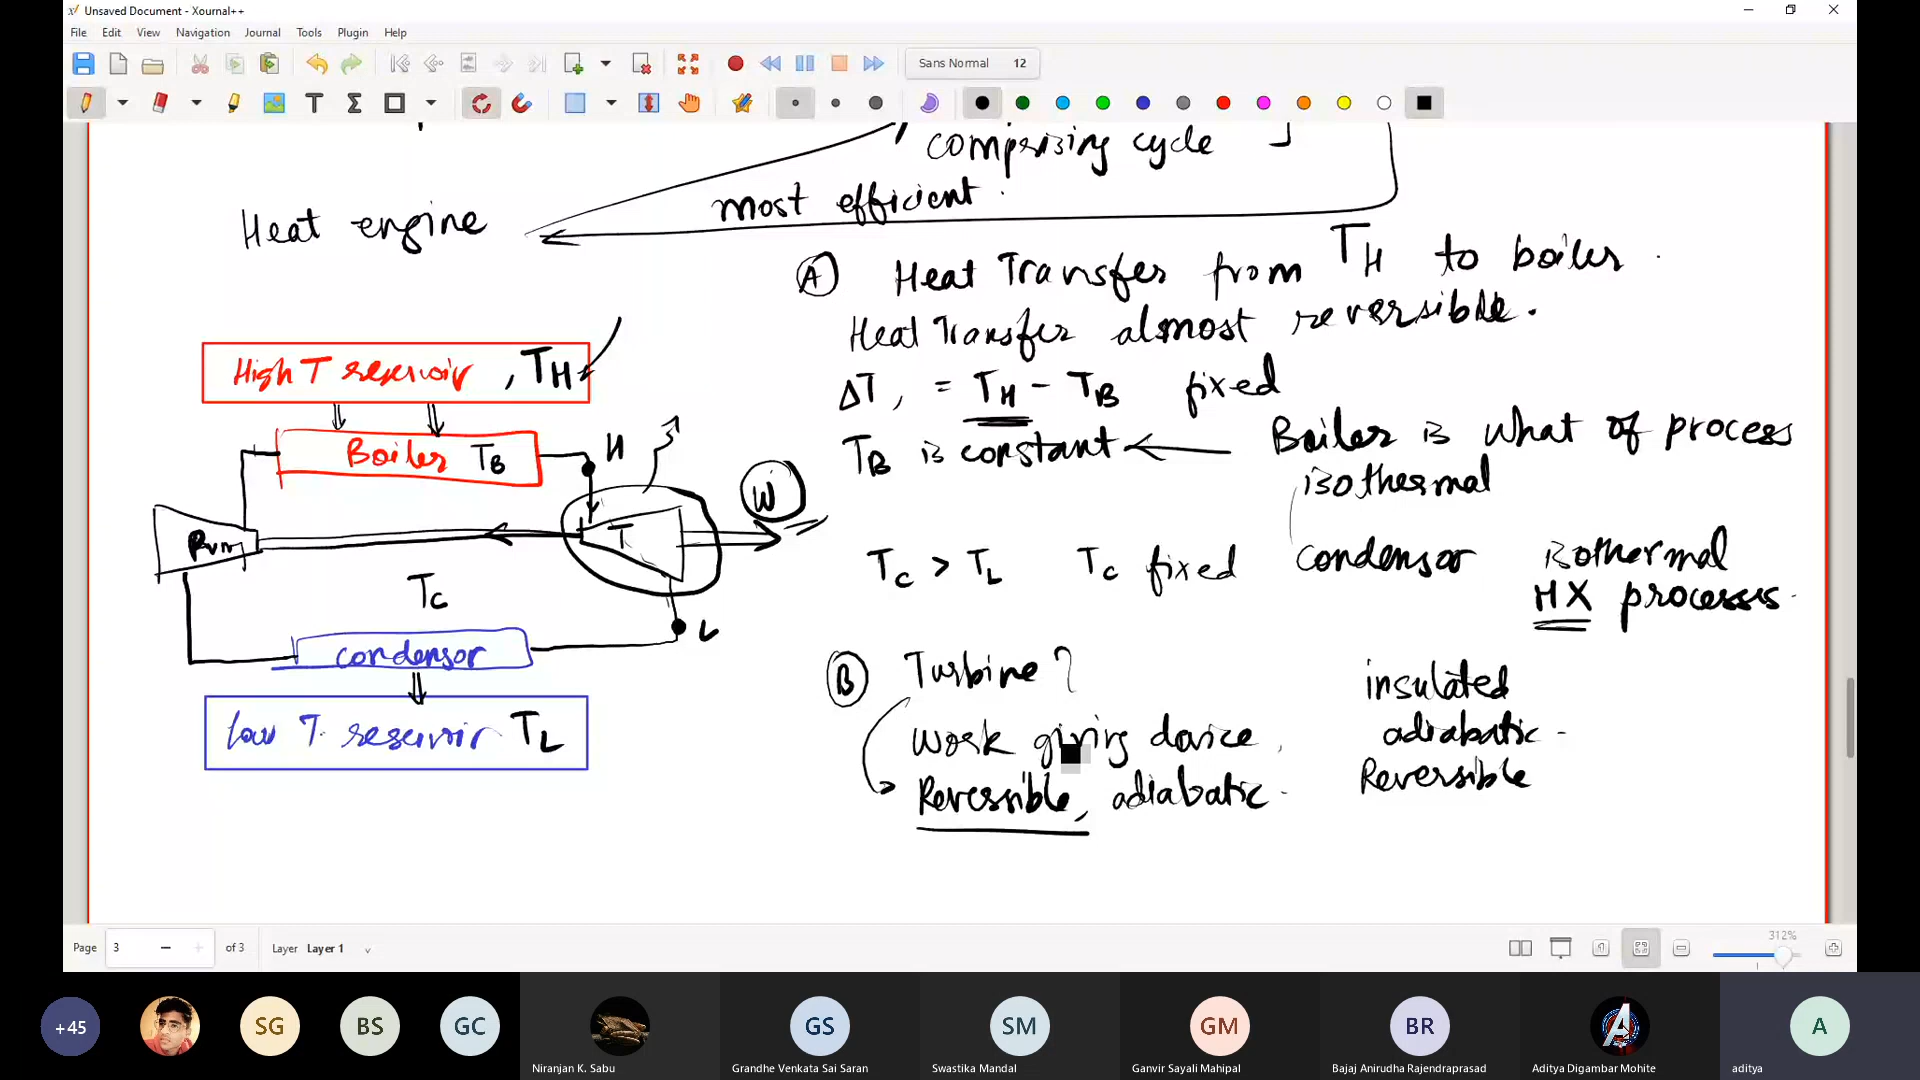 Unsaved Document - Xournal++
File Edit View Navigation Journal Tools Plugin Help
Sans Normal 12
comprising cycle
most efficient.
Heat engine
(A) Heat Transfer from TH to boiler.
Heat Transfer almost reversible.
ΔT, = TH - TB fixed
TB is constant ← Boiler is what of process
isothermal
TC > TL TC fixed condensor isothermal
HX processes.
(B) Turbine?
Work giving device.
Reversible, adiabatic.
insulated
adiabatic -
Reversible
High T reservoir, TH
Boiler TB
H
W
T
TC
L
condensor
Low T. reservoir TL
Page 3 of 3 Layer Layer 1
312%
+45 SG BS GC GS SM GM BR A
Niranjan K. Sabu Grandhe Venkata Sai Saran Swastika Mandal Ganvir Sayali Mahipal Bajaj Anirudha Rajendraprasad Aditya Digambar Mohite aditya